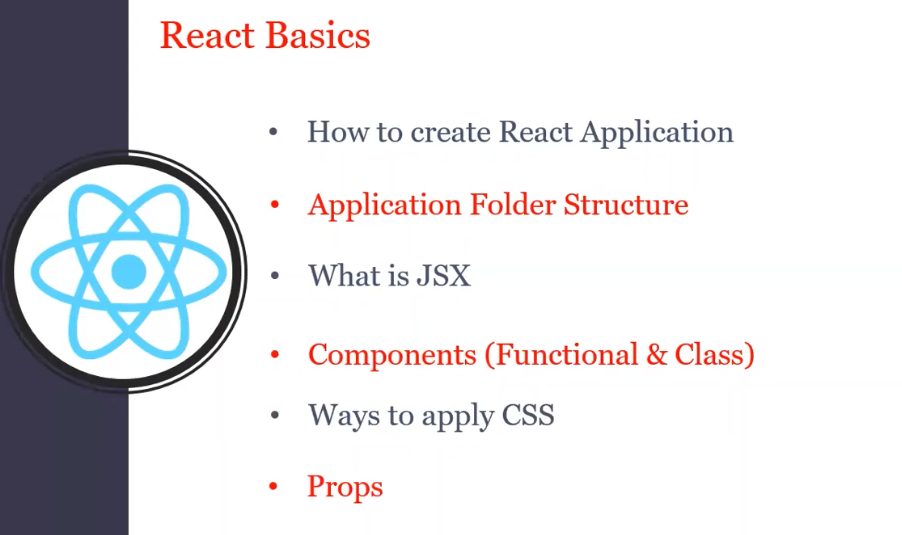 React Basics
• How to create React Application
• Application Folder Structure
• What is JSX
• Components (Functional & Class)
• Ways to apply CSS
• Props